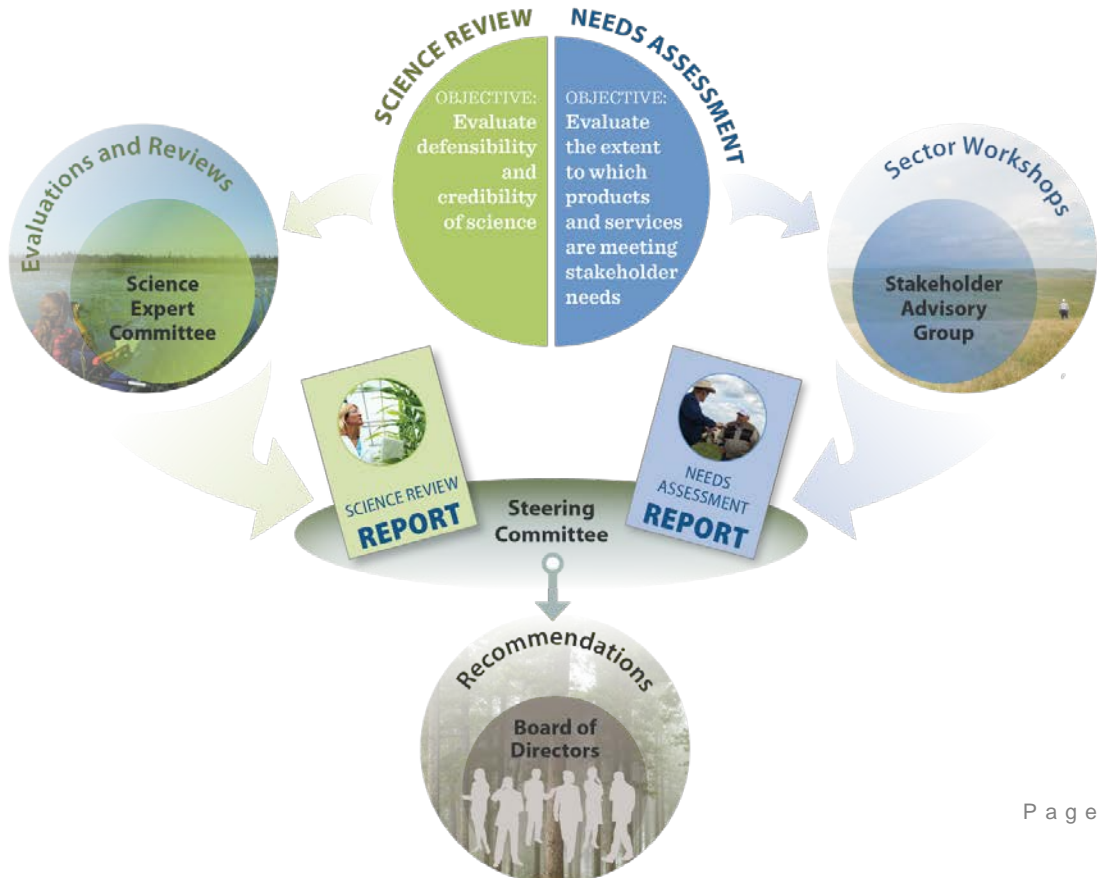 SCIENCE REVIEW
NEEDS ASSESSMENT
OBJECTIVE:
Evaluate
defensibility
and
credibility
of science
OBJECTIVE:
Evaluate
the extent
to which
products
and services
are meeting
stakeholder
needs
Evaluations and Reviews
Science
Expert
Committee
Sector Workshops
Stakeholder
Advisory
Group
SCIENCE REVIEW
REPORT
Steering
Committee
NEEDS
ASSESSMENT
REPORT
Recommendations
Board of
Directors
Page